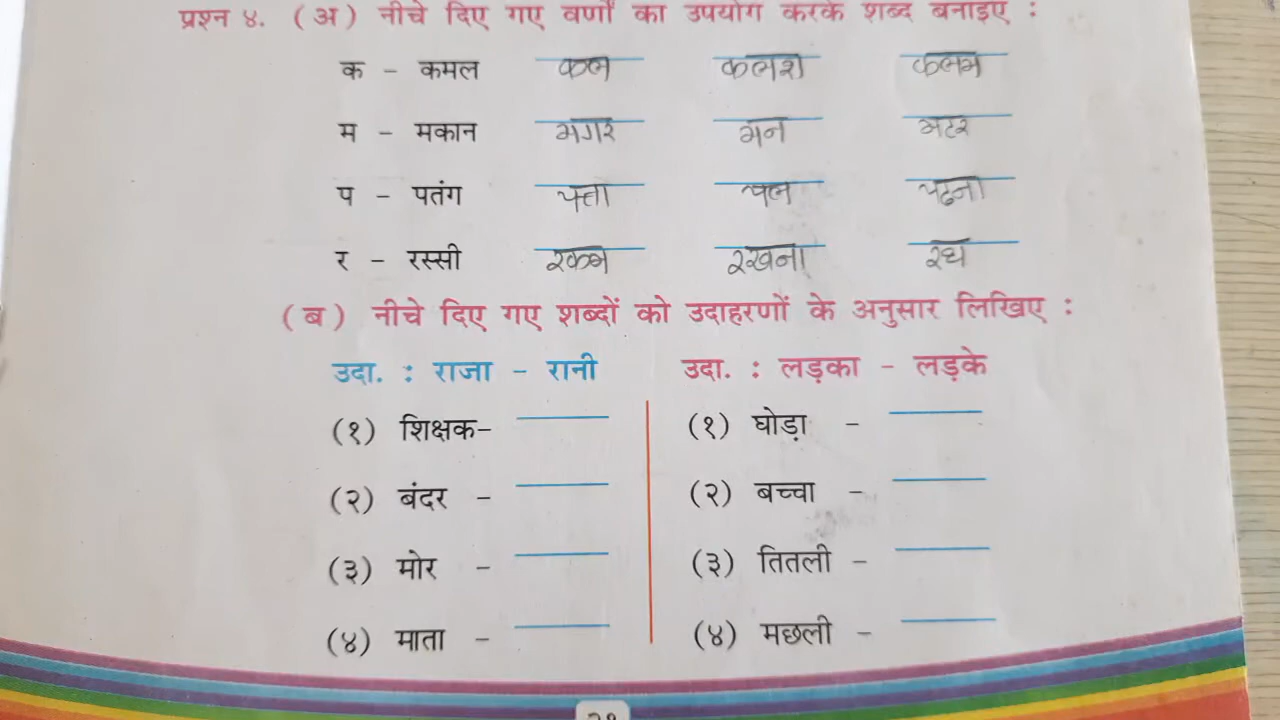 प्रश्न ४. (अ) नीचे दिए गए वर्णों का उपयोग करके शब्द बनाइए :
क - कमल कल कलश कलम
म - मकान मगर मन मटर
प - पतंग पत्ता पल पढना
र - रस्सी रकम रखना रथ
(ब) नीचे दिए गए शब्दों को उदाहरणों के अनुसार लिखिए :
उदा. : राजा - रानी उदा. : लड़का - लड़के
(१) शिक्षक- (१) घोड़ा -
(२) बंदर - (२) बच्चा -
(३) मोर - (३) तितली -
(४) माता - (४) मछली -